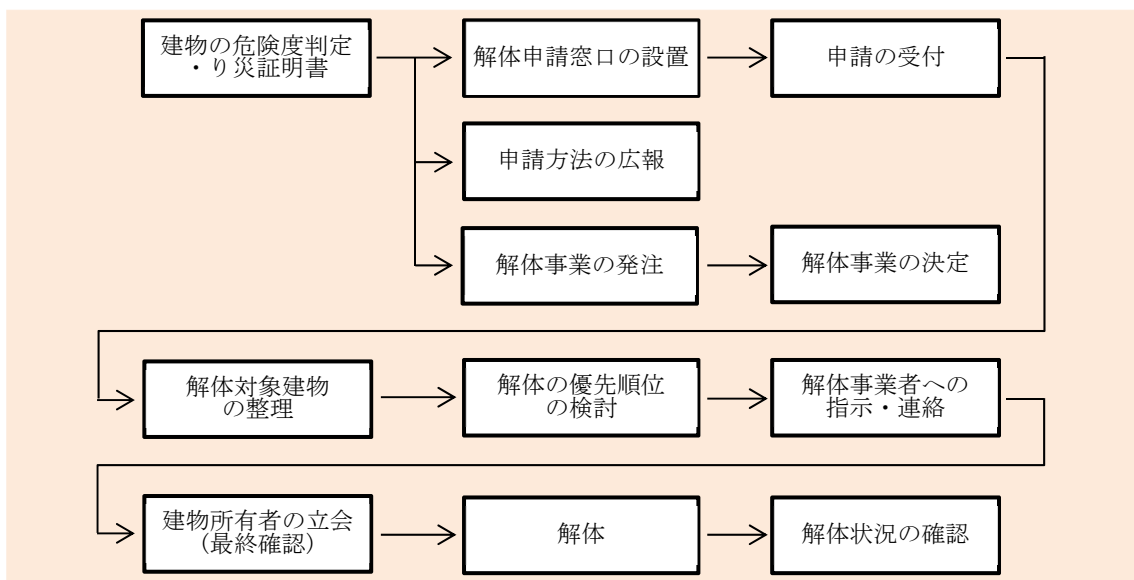 建物の危険度判定
・り災証明書
解体申請窓口の設置
申請の受付
申請方法の広報
解体事業の発注
解体事業の決定
解体対象建物
の整理
解体の優先順位
の検討
解体事業者への
指示・連絡
建物所有者の立会
（最終確認）
解体
解体状況の確認